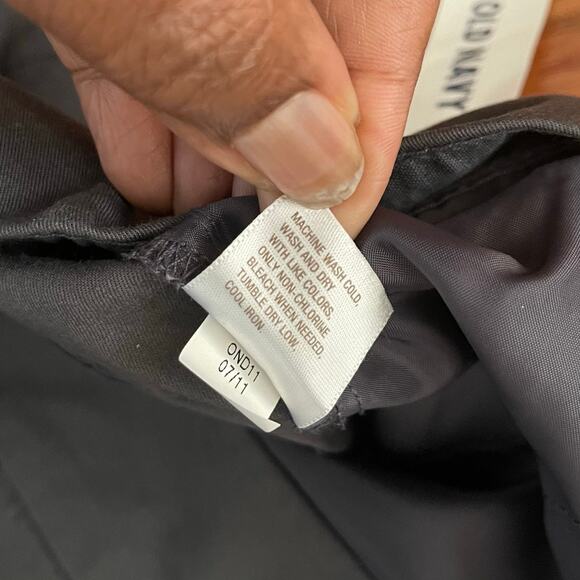 OLD NAVY
MACHINE WASH COLD,
WASH AND DRY
WITH LIKE COLORS.
ONLY NON-CHLORINE
BLEACH WHEN NEEDED.
TUMBLE DRY LOW.
COOL IRON.
OND11
07/11